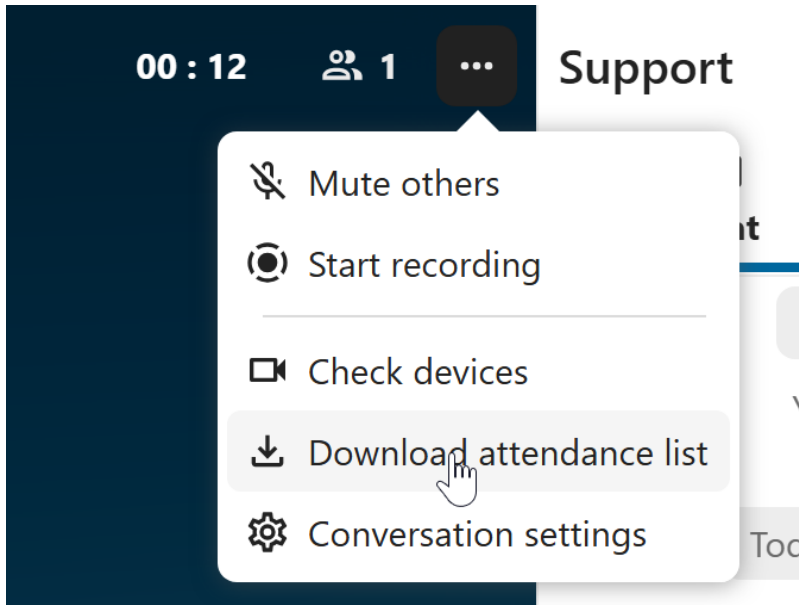 00 : 12 1 Support
Mute others
Start recording
Check devices
Download attendance list
Conversation settings